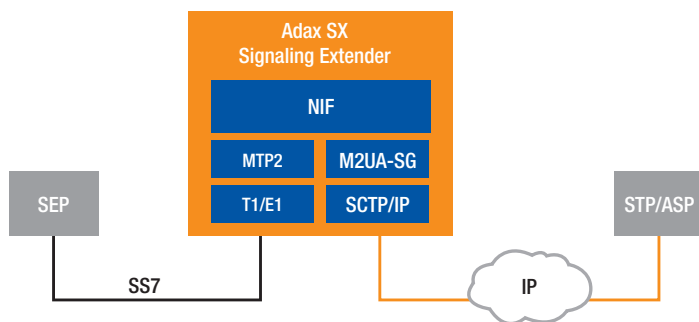 Adax SX
Signaling Extender
NIF
MTP2
M2UA-SG
T1/E1
SCTP/IP
SEP
STP/ASP
SS7
IP